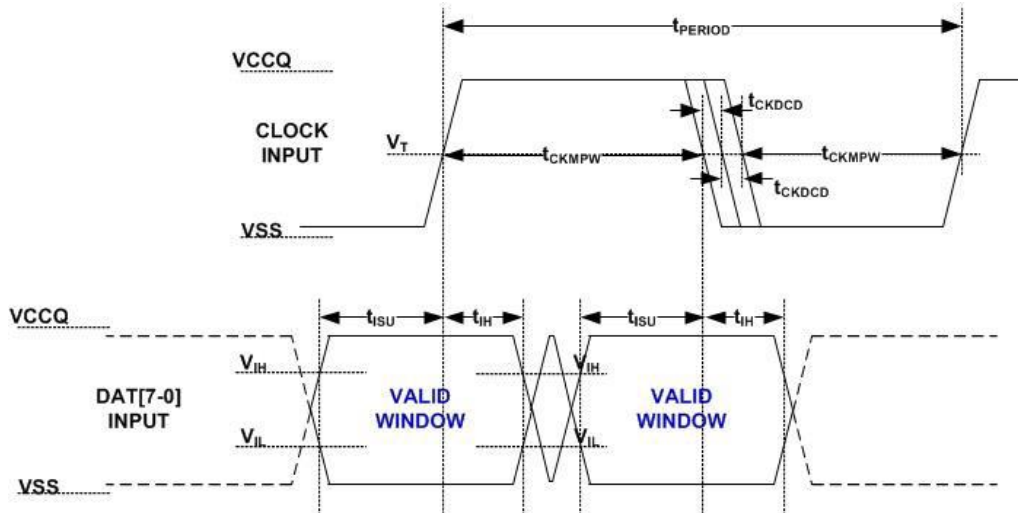 tPERIOD
VCCQ
tCKDCD
CLOCK
INPUT
VT
tCKMPW
tCKMPW
tCKDCD
VSS
VCCQ
tISU
tIH
tISU
tIH
VIH
VIH
DAT[7-0]
INPUT
VALID
WINDOW
VALID
WINDOW
VIL
VIL
VSS